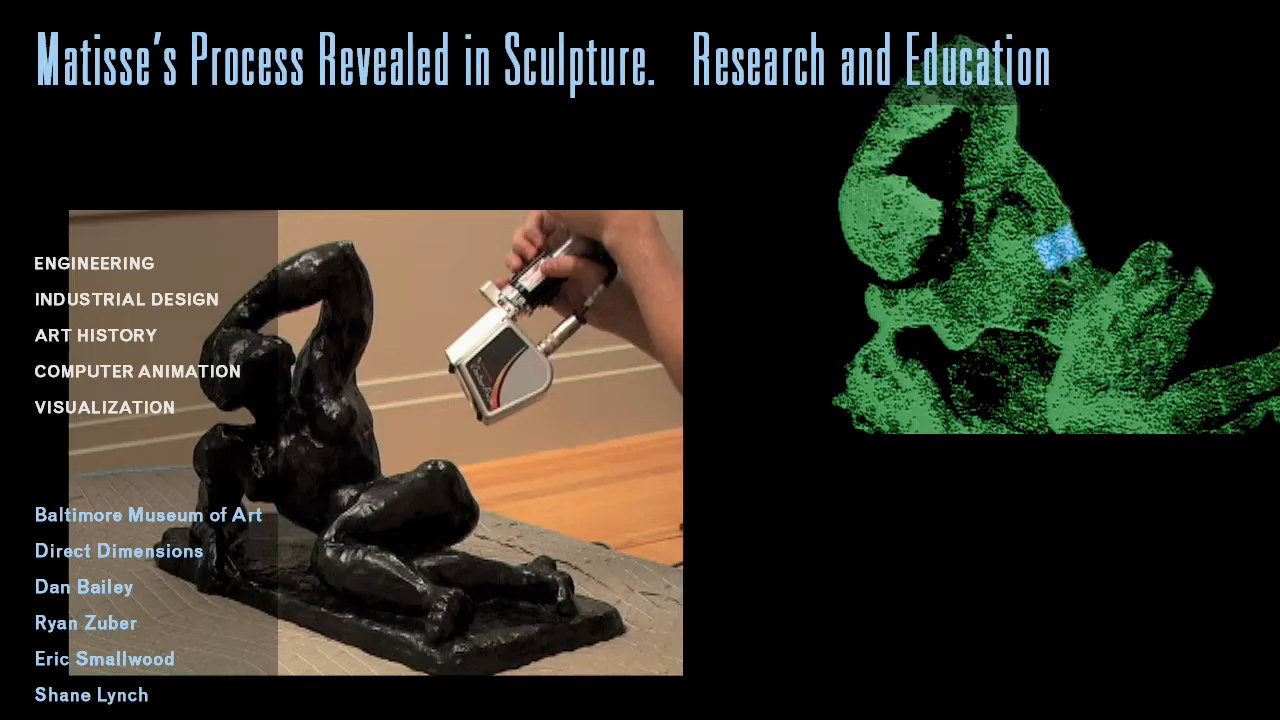 Matisse's Process Revealed in Sculpture. Research and Education
ENGINEERING
INDUSTRIAL DESIGN
ART HISTORY
COMPUTER ANIMATION
VISUALIZATION
Baltimore Museum of Art
Direct Dimensions
Dan Bailey
Ryan Zuber
Eric Smallwood
Shane Lynch